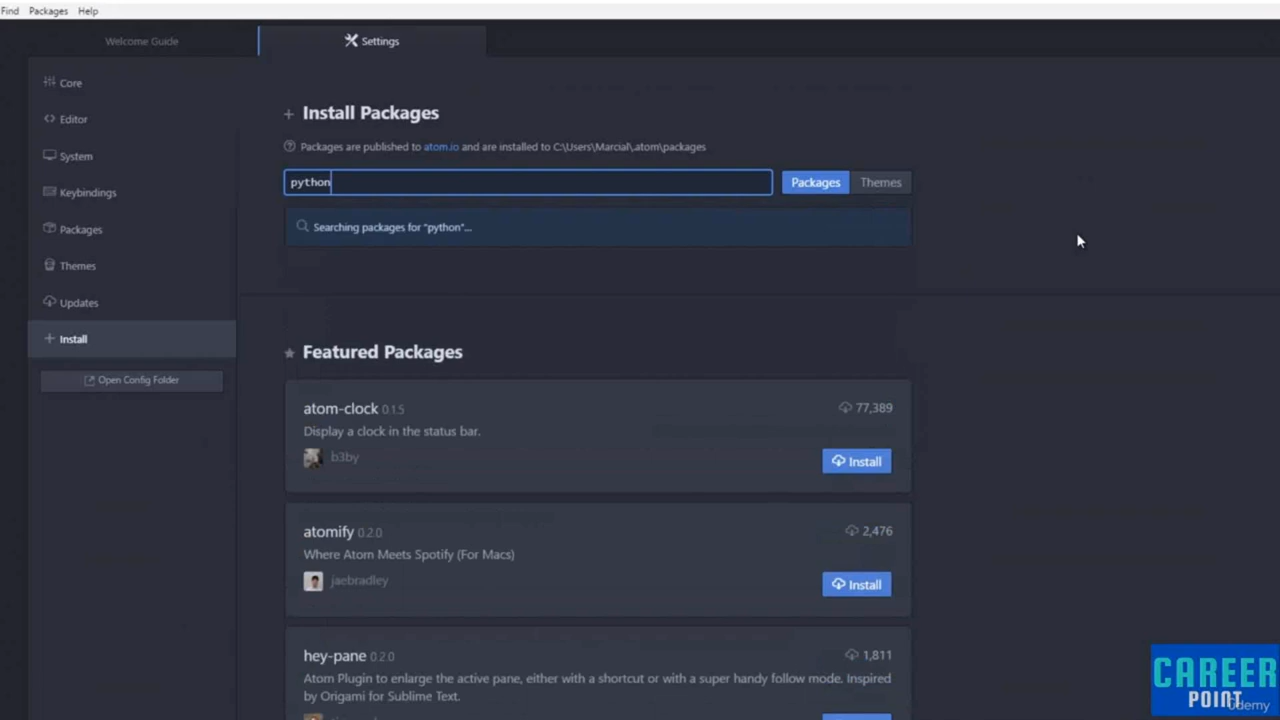 Find Packages Help
Welcome Guide
Settings
Core
Editor
System
Keybindings
Packages
Themes
Updates
Install
Open Config Folder
Install Packages
Packages are published to atom.io and are installed to C:\Users\Marcial\.atom\packages
python
Packages Themes
Searching packages for "python"...
Featured Packages
atom-clock 0.1.5 77,389
Display a clock in the status bar.
b3by
Install
atomify 0.2.0 2,476
Where Atom Meets Spotify (For Macs)
jaebradley
Install
hey-pane 0.2.0 1,811
Atom Plugin to enlarge the active pane, either with a shortcut or with a super handy follow mode. Inspired
by Origami for Sublime Text.
CAREER
POINT
Udemy